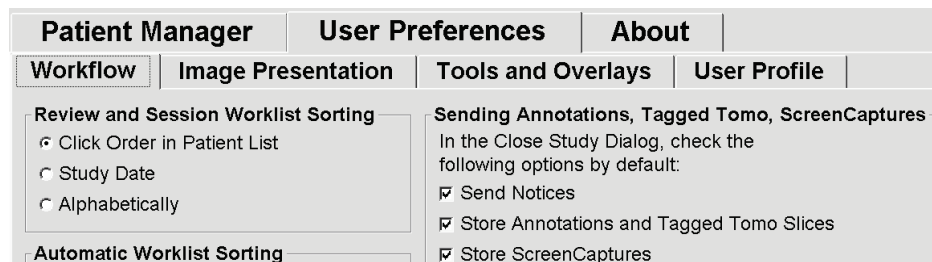 Patient Manager User Preferences About
Workflow Image Presentation Tools and Overlays User Profile
Review and Session Worklist Sorting
Click Order in Patient List
Study Date
Alphabetically
Automatic Worklist Sorting
Sending Annotations, Tagged Tomo, ScreenCaptures
In the Close Study Dialog, check the
following options by default:
Send Notices
Store Annotations and Tagged Tomo Slices
Store ScreenCaptures